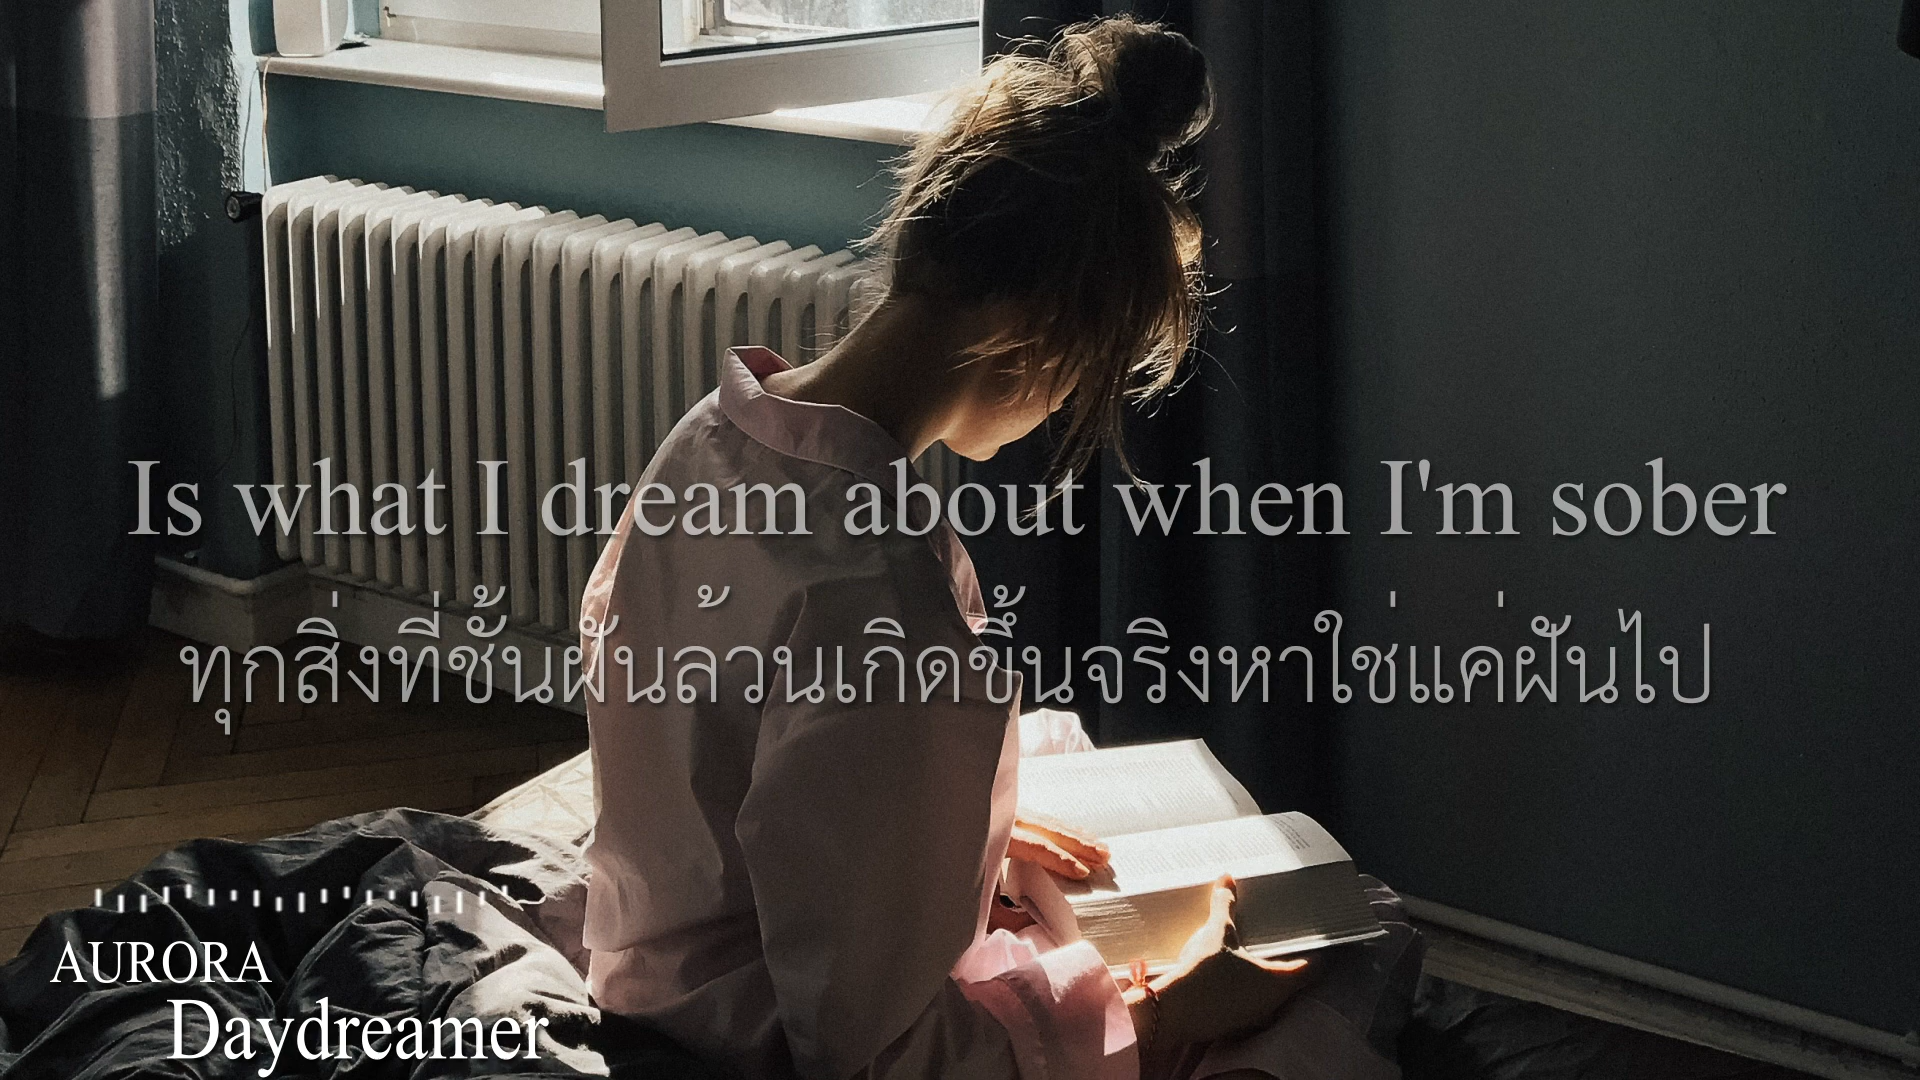 Is what I dream about when I'm sober
ทุกสิ่งที่ชั้นฝันล้วนเกิดขึ้นจริงหาใช่แค่ฝันไป
AURORA
Daydreamer